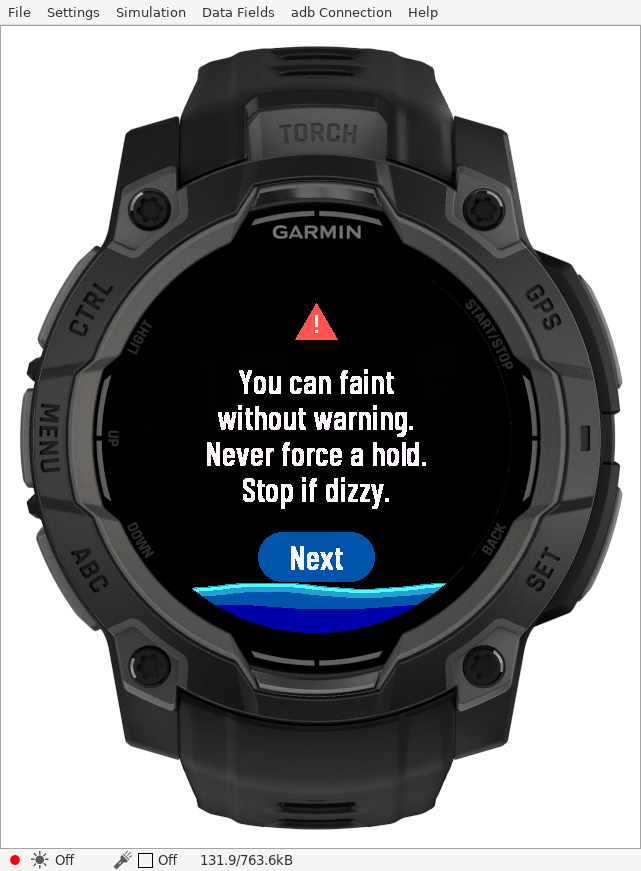 File Settings Simulation Data Fields adb Connection Help
TORCH
GARMIN
CTRL
LIGHT
START/STOP
GPS
!
You can faint
without warning.
Never force a hold.
Stop if dizzy.
MENU
UP
Next
ABC
DOWN
BACK
SET
Off Off 131.9/763.6kB